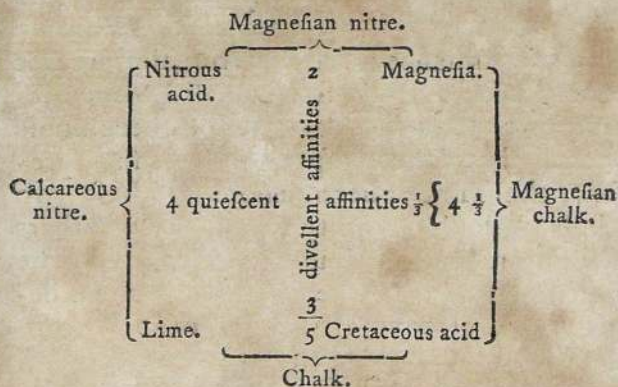 Magneſian nitre.
Nitrous 2 Magneſia.
acid.
divellent affinities
Calcareous
nitre.
4 quieſcent affinities ⅓ { 4 ⅓
Magneſian
chalk.
3
Lime. 5 Cretaceous acid
Chalk.